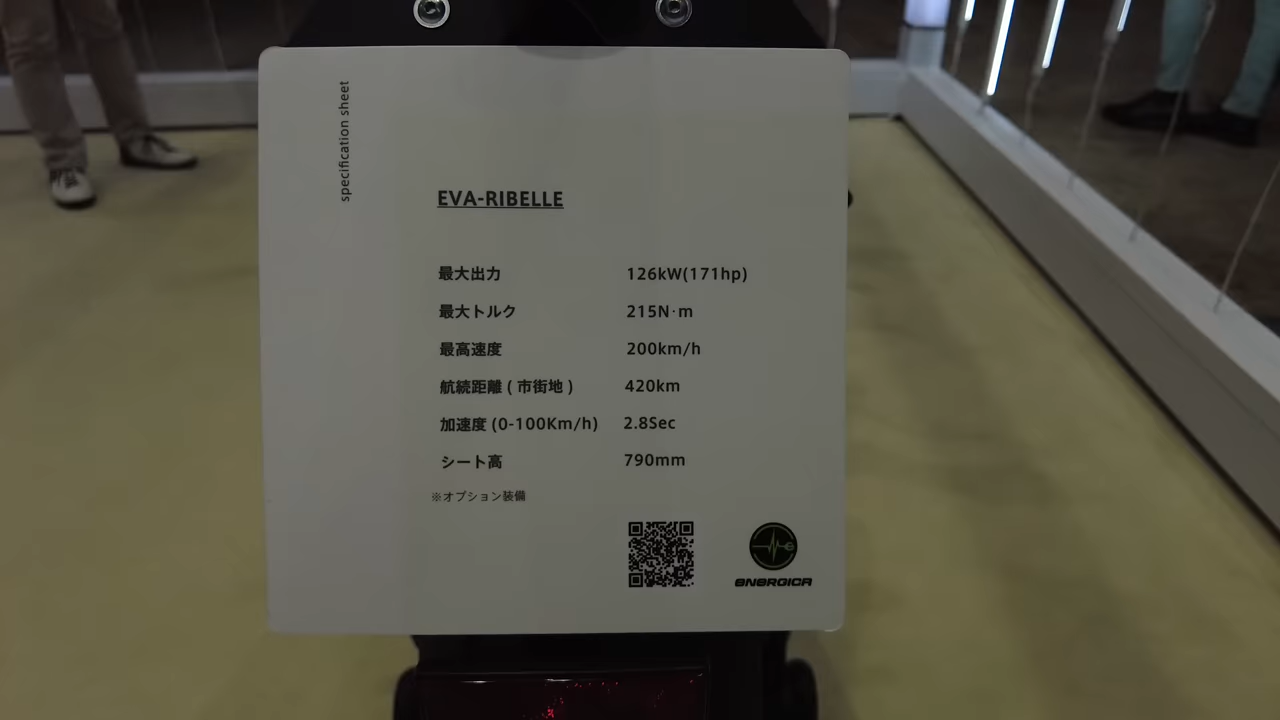 specification sheet
EVA-RIBELLE
最大出力 126kW(171hp)
最大トルク 215N·m
最高速度 200km/h
航続距離 ( 市街地 ) 420km
加速度 (0-100Km/h) 2.8Sec
シート高 790mm
※オプション装備
energica